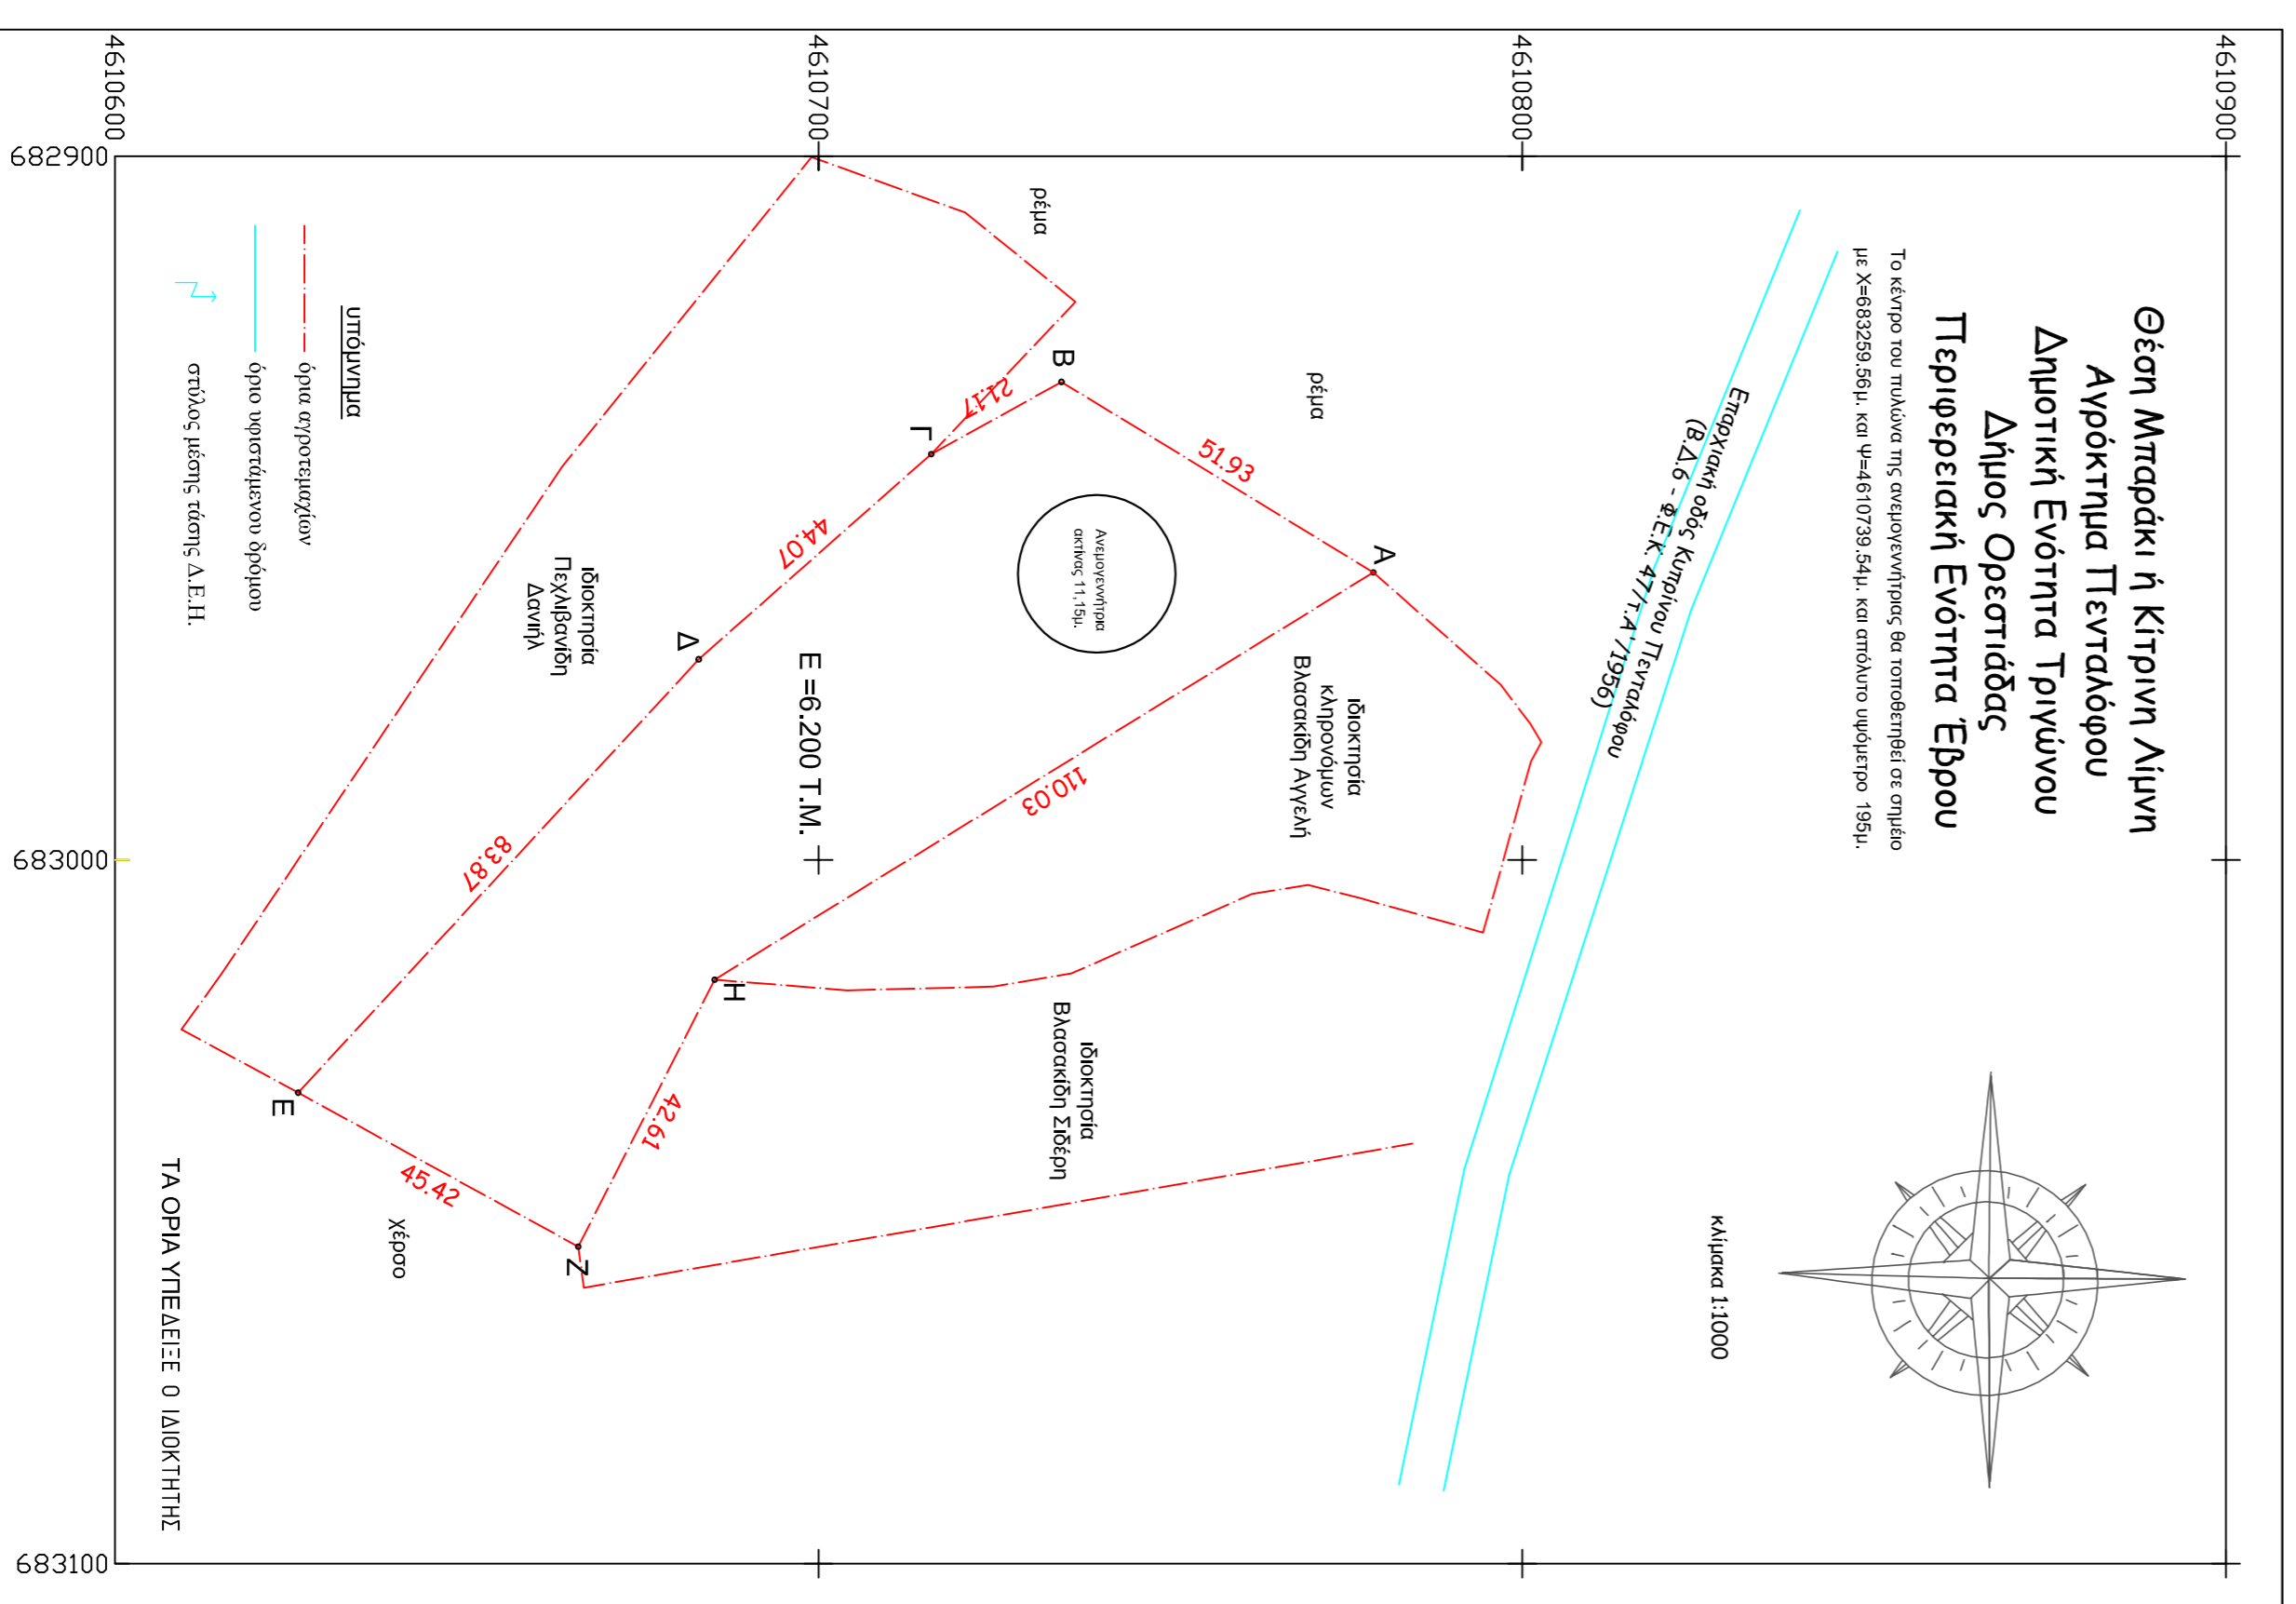 Θέση Μπαράκι ή Κίτρινη Λίμνη
Αγρόκτημα Πενταλόφου
Δημοτική Ενότητα Τριγώνου
Δήμος Ορεστιάδας
Περιφερειακή Ενότητα Έβρου
Το κέντρο του πυλώνα της ανεμογεννήτριας θα τοποθετηθεί σε σημείο
με Χ=683259.56μ. και Ψ=4610739.54μ. και απόλυτο υψόμετρο 195μ.
κλίμακα 1:1000
Επαρχιακή οδός Κυπρίνου Πενταλόφου
(Β.Δ.6 - Φ.Ε.Κ. 47/τ.Α'/1956)
4610900
4610800
4610700
4610600
682900
683000
683100
ρέμα
ρέμα
Α
Β
Γ
Δ
Ε
Ζ
Η
51.93
21.17
44.07
83.87
45.42
42.61
110.03
Ανεμογεννήτρια
ακτίνας 11,15μ.
ιδιοκτησία
κληρονόμων
Βλασακίδη Αγγελή
ιδιοκτησία
Βλασακίδη Σιδέρη
Ε =6.200 Τ.Μ.
ιδιοκτησία
Πεχλιβανίδη
Δανιήλ
χέρσο
υπόμνημα
όρια αγροτεμαχίων
όριο υφιστάμενου δρόμου
στύλος μέσης τάσης Δ.Ε.Η.
ΤΑ ΟΡΙΑ ΥΠΕΔΕΙΞΕ Ο ΙΔΙΟΚΤΗΤΗΣ